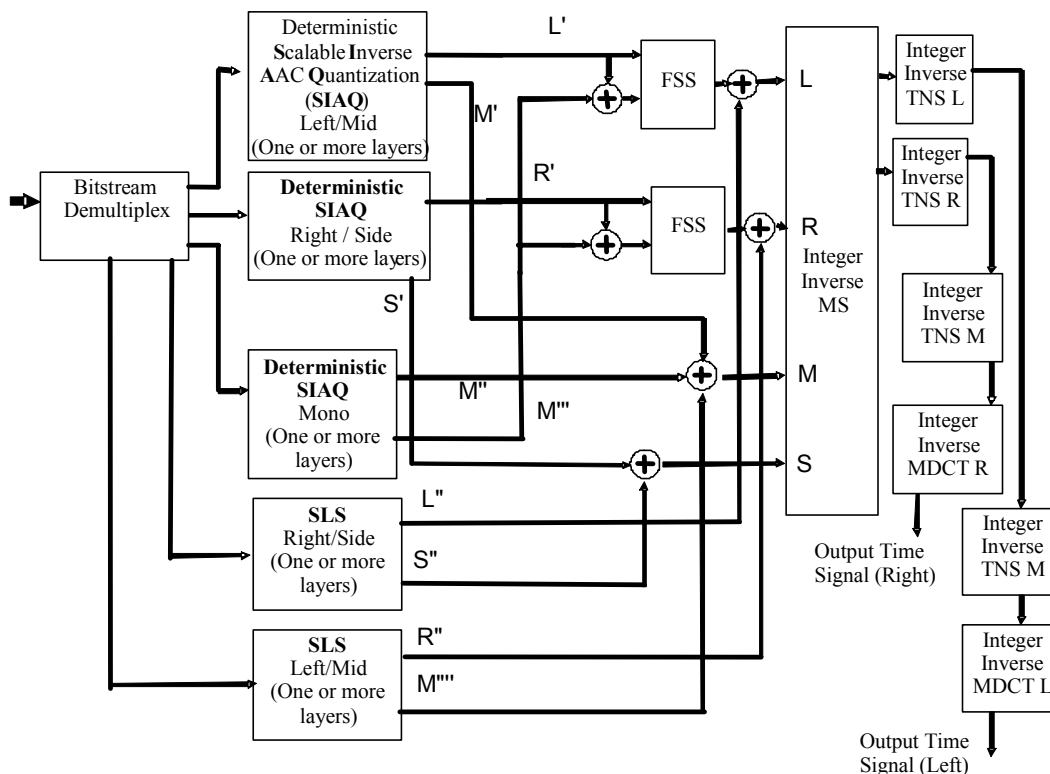 Deterministic
Scalable Inverse
AAC Quantization
(SIAQ)
Left/Mid
(One or more layers)
L'
M'
FSS
L
Integer
Inverse
TNS L
Bitstream
Demultiplex
Deterministic
SIAQ
Right / Side
(One or more layers)
R'
S'
FSS
R
Integer
Inverse
MS
Integer
Inverse
TNS R
Integer
Inverse
TNS M
Deterministic
SIAQ
Mono
(One or more
layers)
M''
M'''
M
S
Integer
Inverse
MDCT R
Output Time
Signal (Right)
SLS
Right/Side
(One or more
layers)
L"
S"
Integer
Inverse
TNS M
SLS
Left/Mid
(One or more
layers)
R"
M""
Integer
Inverse
MDCT L
Output Time
Signal (Left)